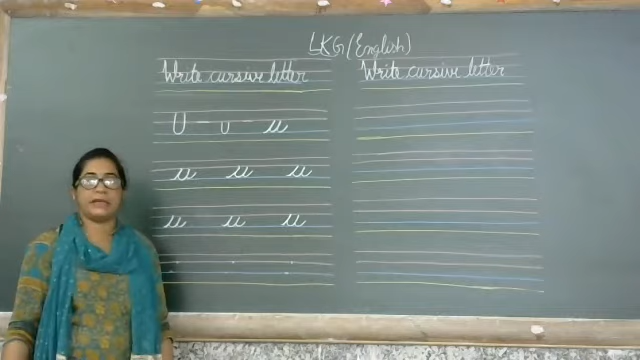 LKG (English)
Write cursive letter
Write cursive letter
U - u - u
u u u
u u u